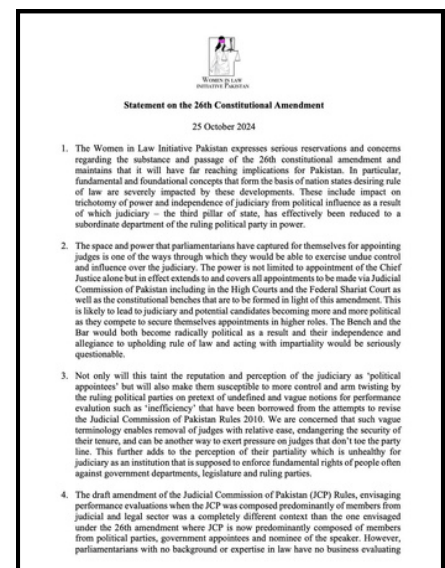 WOMEN IN LAW
INITIATIVE PAKISTAN
Statement on the 26th Constitutional Amendment
25 October 2024
1. The Women in Law Initiative Pakistan expresses serious reservations and concerns
regarding the substance and passage of the 26th constitutional amendment and
maintains that it will have far reaching implications for Pakistan. In particular,
fundamental and foundational concepts that form the basis of nation states desiring rule
of law are severely impacted by these developments. These include impact on
trichotomy of power and independence of judiciary from political influence as a result
of which judiciary – the third pillar of state, has effectively been reduced to a
subordinate department of the ruling political party in power.
2. The space and power that parliamentarians have captured for themselves for appointing
judges is one of the ways through which they would be able to exercise undue control
and influence over the judiciary. The power is not limited to appointment of the Chief
Justice alone but in effect extends to and covers all appointments to be made via Judicial
Commission of Pakistan including in the High Courts and the Federal Shariat Court as
well as the constitutional benches that are to be formed in light of this amendment. This
is likely to lead to judiciary and potential candidates becoming more and more political
as they compete to secure themselves appointments in higher roles. The Bench and the
Bar would both become radically political as a result and their independence and
allegiance to upholding rule of law and acting with impartiality would be seriously
questionable.
3. Not only will this taint the reputation and perception of the judiciary as ‘political
appointees’ but will also make them susceptible to more control and arm twisting by
the ruling political parties on pretext of undefined and vague notions for performance
evalution such as ‘inefficiency’ that have been borrowed from the attempts to revise
the Judicial Commission of Pakistan Rules 2010. We are concerned that such vague
terminology enables removal of judges with relative ease, endangering the security of
their tenure, and can be another way to exert pressure on judges that don’t toe the party
line. This further adds to the perception of their partiality which is unhealthy for
judiciary as an institution that is supposed to enforce fundamental rights of people often
against government departments, legislature and ruling parties.
4. The draft amendment of the Judicial Commission of Pakistan (JCP) Rules, envisaging
performance evaluations when the JCP was composed predominantly of members from
judicial and legal sector was a completely different context than the one envisaged
under the 26th amendment where JCP is now predominantly composed of members
from political parties, government appointees and nominee of the speaker. However,
parliamentarians with no background or expertise in law have no business evaluating